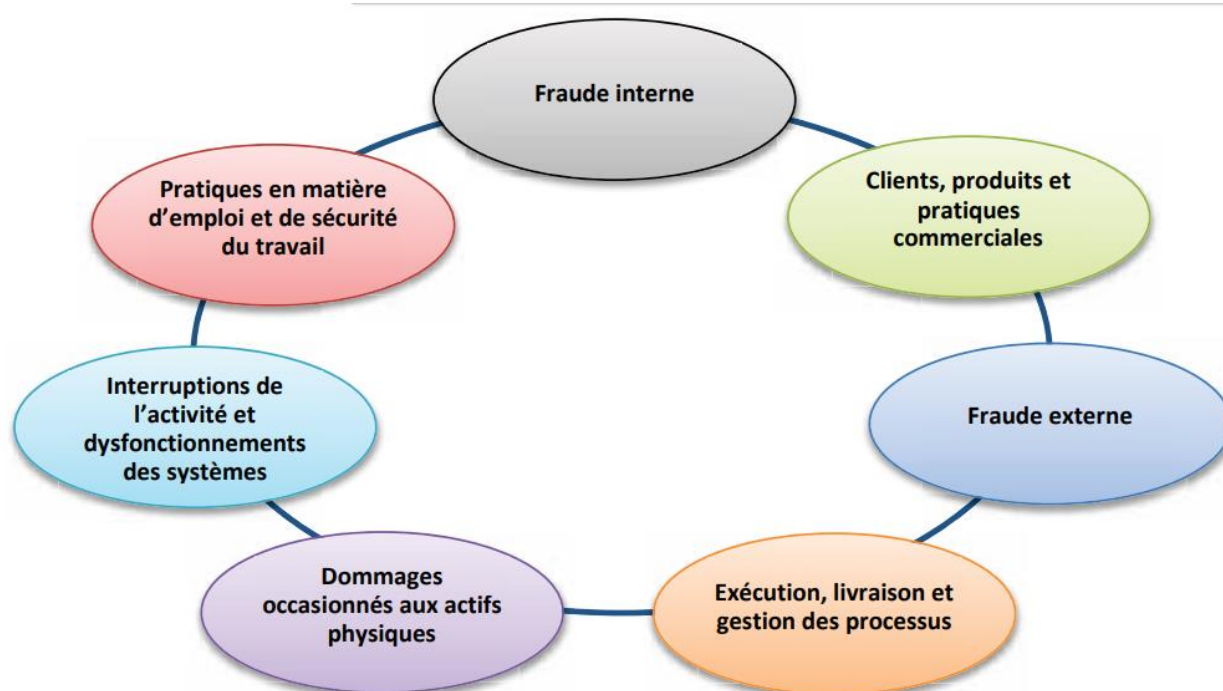 Fraude interne
Clients, produits et
pratiques
commerciales
Fraude externe
Exécution, livraison et
gestion des processus
Dommages
occasionnés aux actifs
physiques
Interruptions de
l’activité et
dysfonctionnements
des systèmes
Pratiques en matière
d’emploi et de sécurité
du travail